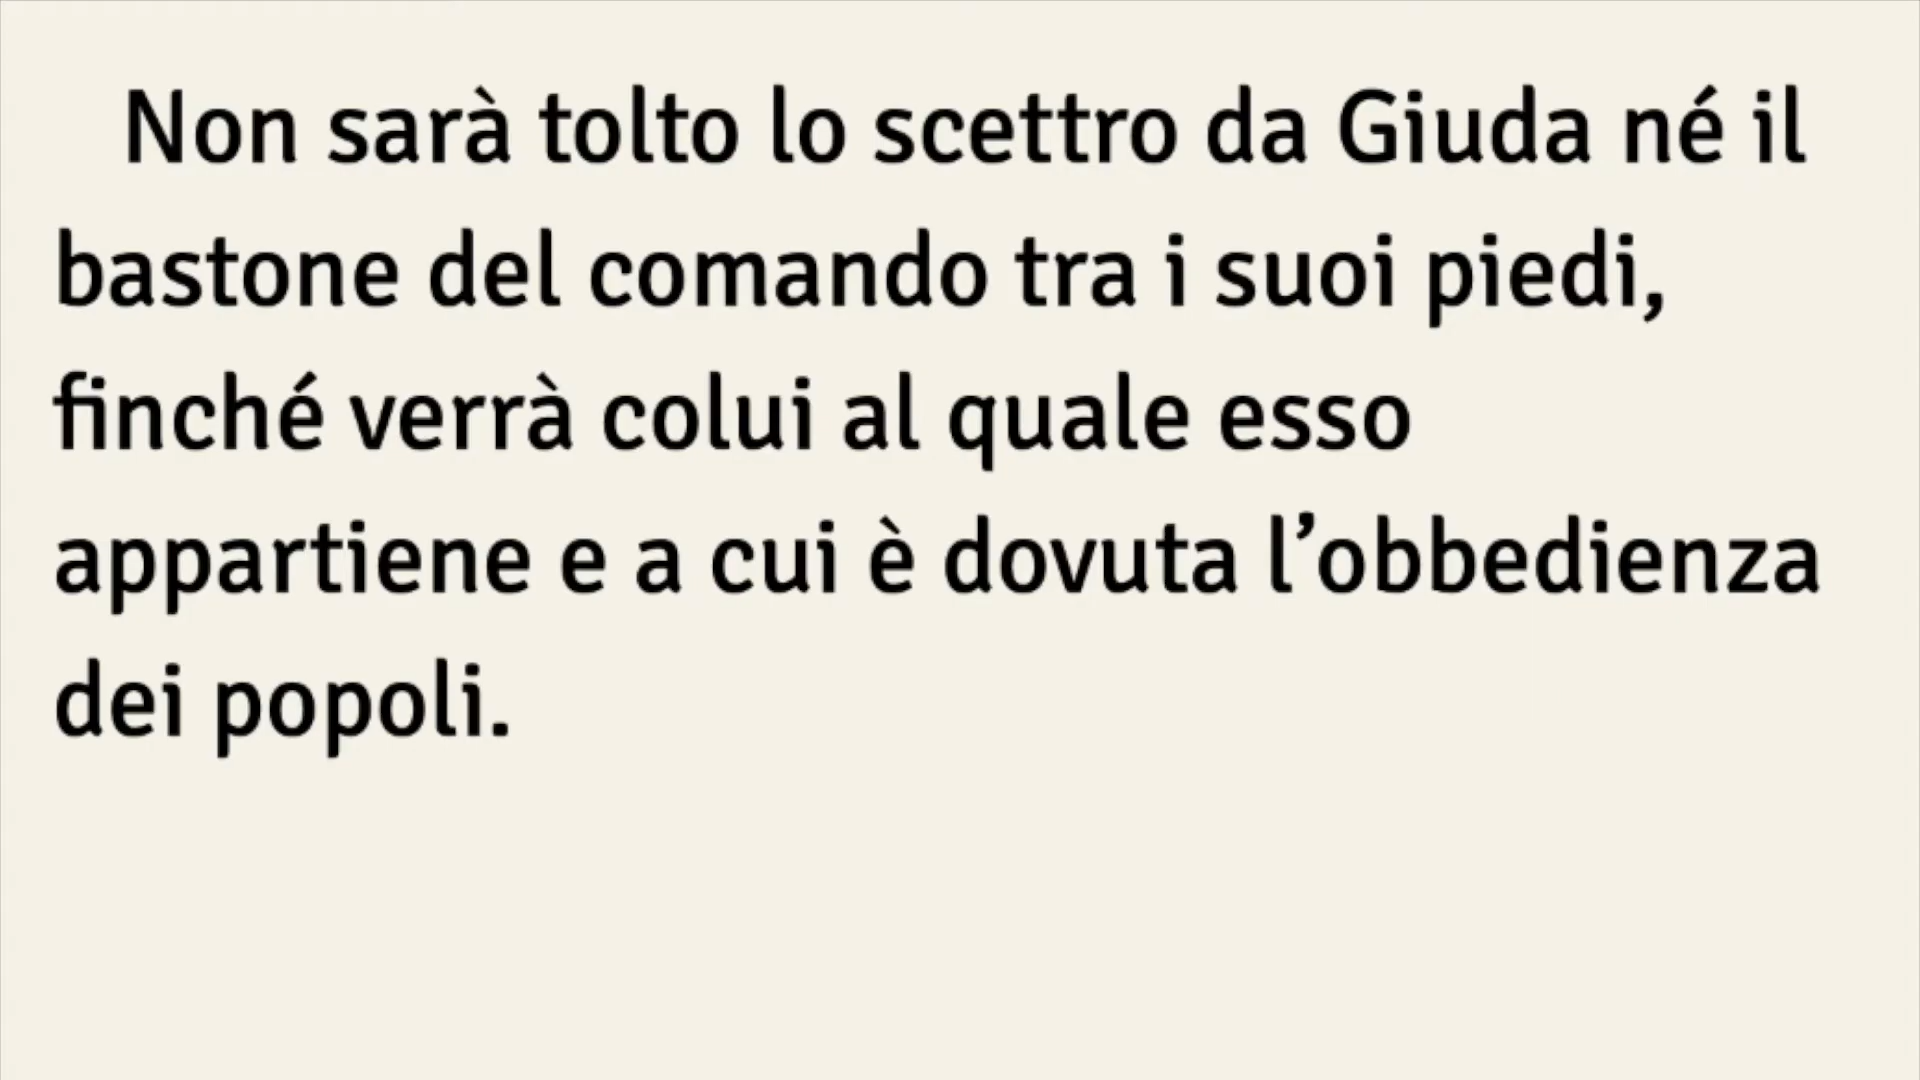 Non sarà tolto lo scettro da Giuda né il
bastone del comando tra i suoi piedi,
finché verrà colui al quale esso
appartiene e a cui è dovuta l’obbedienza
dei popoli.